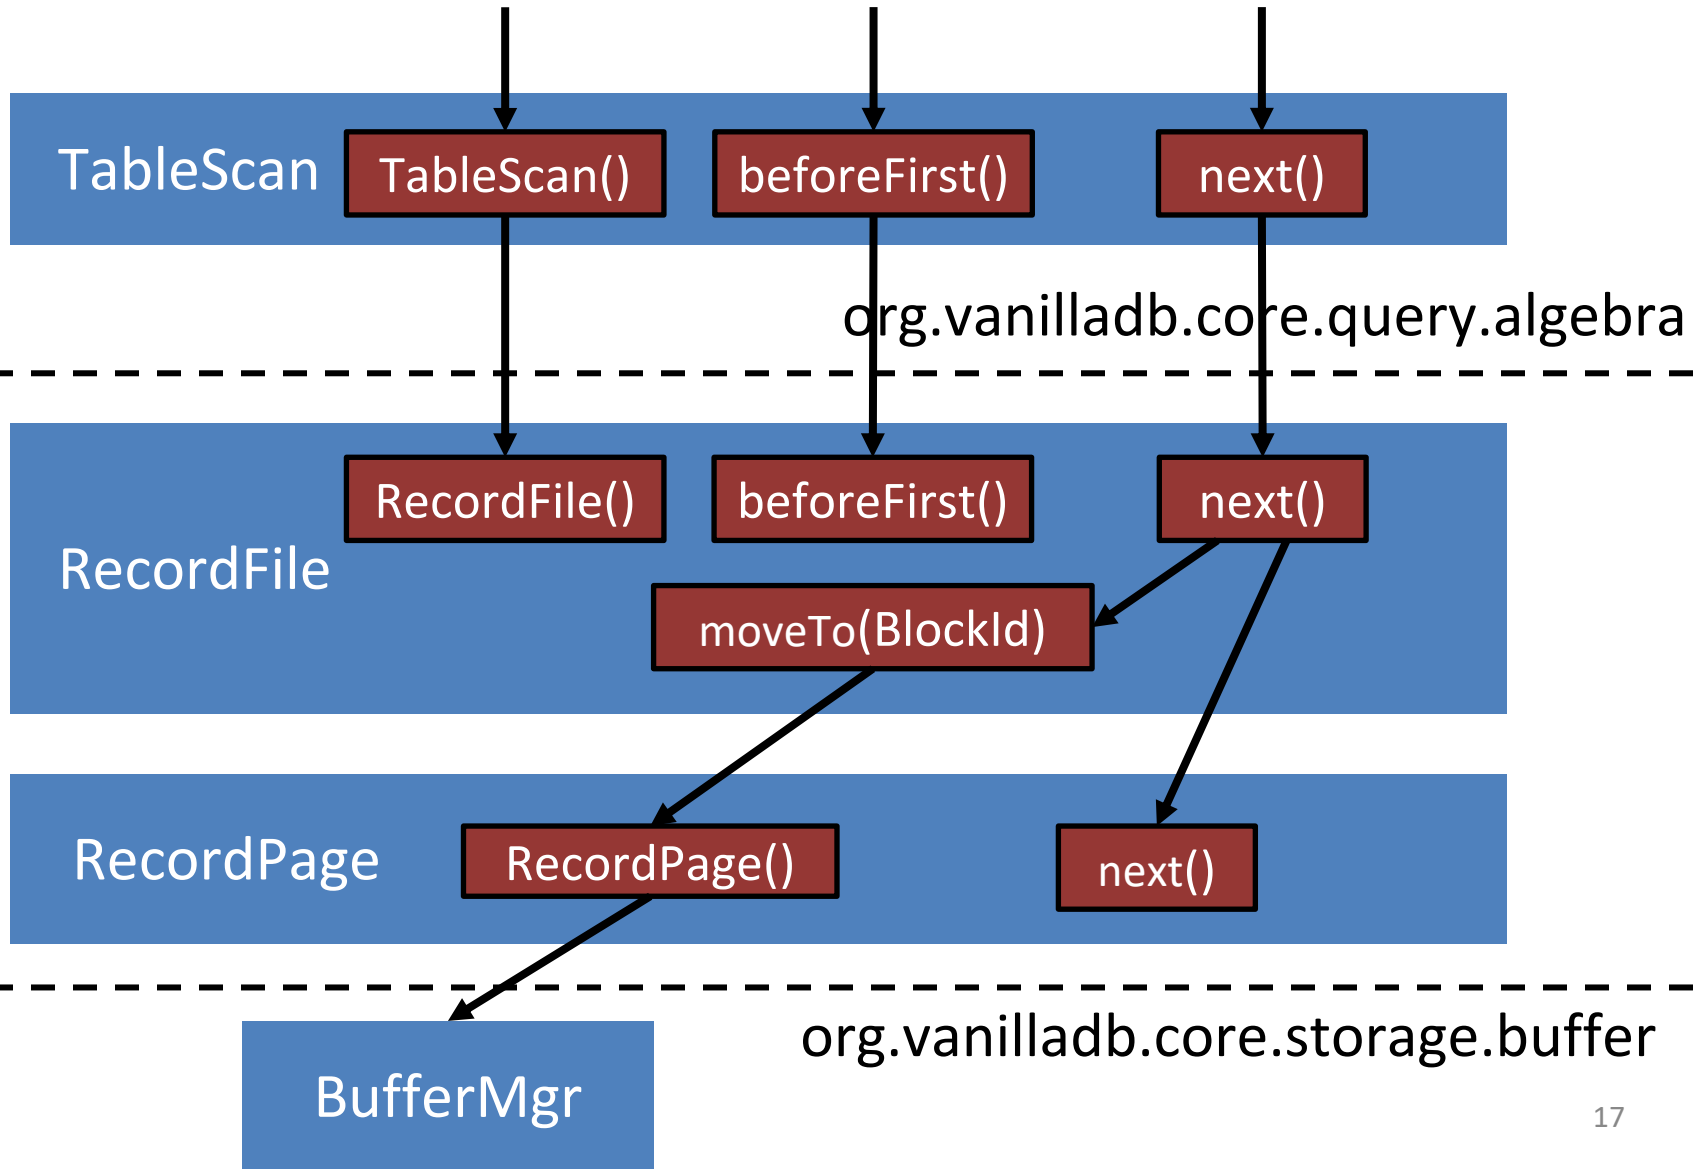 TableScan
TableScan()
beforeFirst()
next()
org.vanilladb.core.query.algebra
RecordFile
RecordFile()
beforeFirst()
next()
moveTo(BlockId)
RecordPage
RecordPage()
next()
org.vanilladb.core.storage.buffer
BufferMgr
17